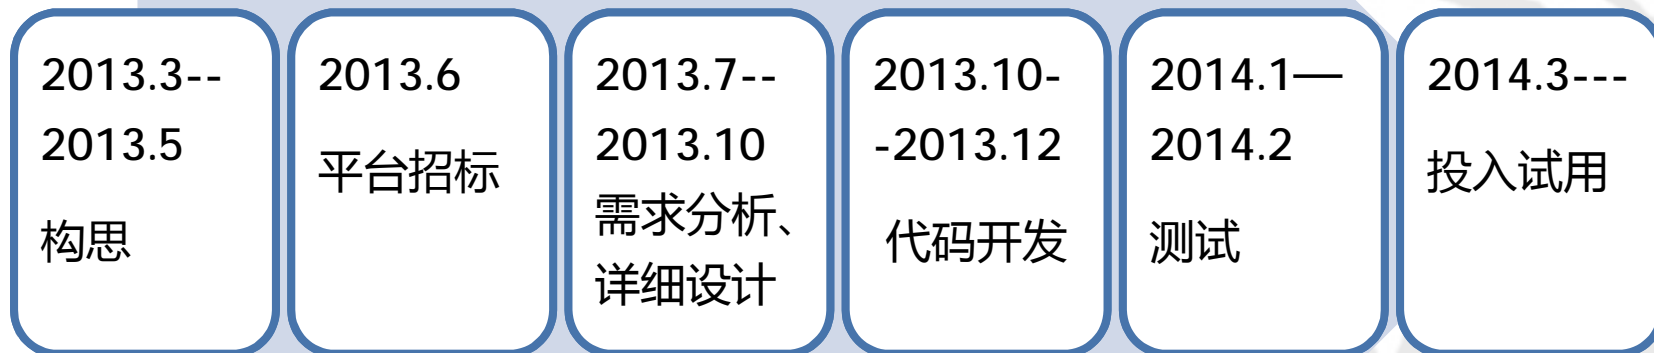 2013.3--
2013.5
构思
2013.6
平台招标
2013.7--
2013.10
需求分析、
详细设计
2013.10-
-2013.12
代码开发
2014.1—
2014.2
测试
2014.3---
投入试用